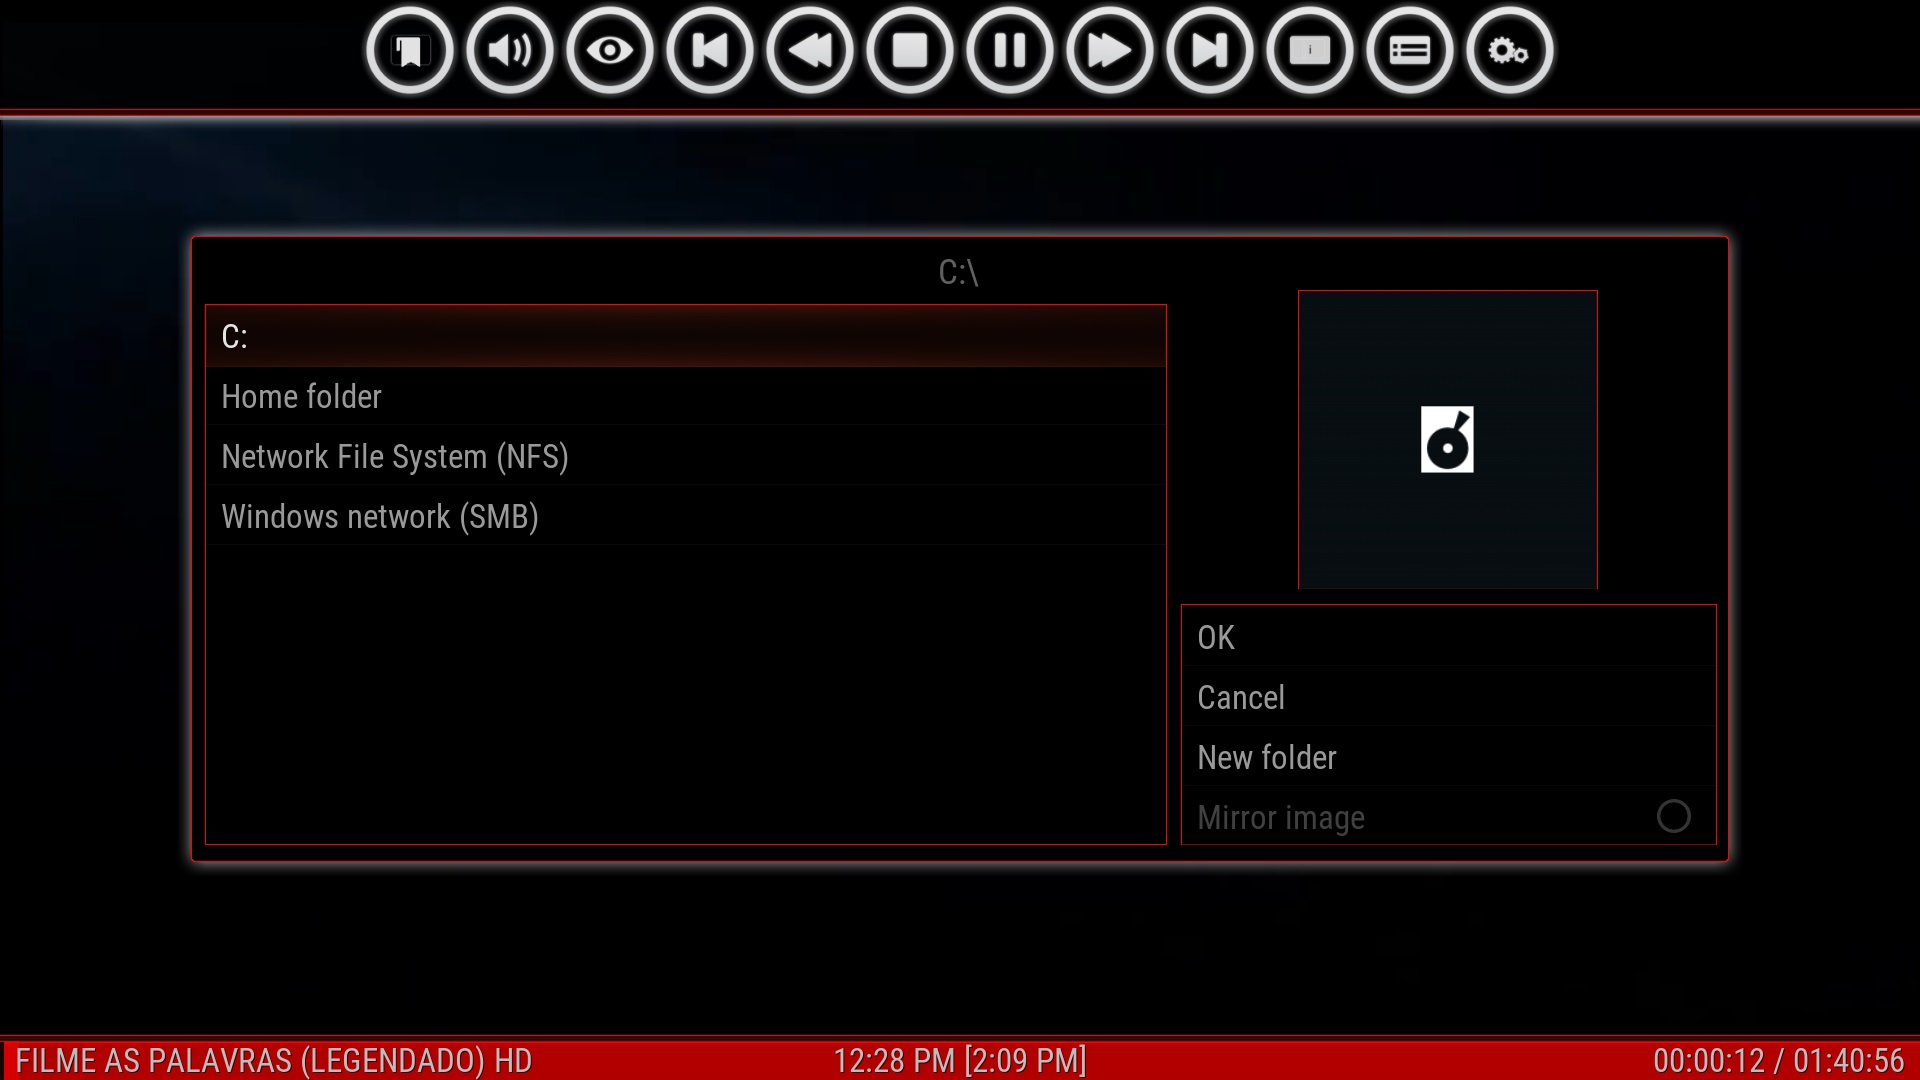 C:\
C:
Home folder
Network File System (NFS)
Windows network (SMB)
OK
Cancel
New folder
Mirror image
FILME AS PALAVRAS (LEGENDADO) HD
12:28 PM [2:09 PM]
00:00:12 / 01:40:56